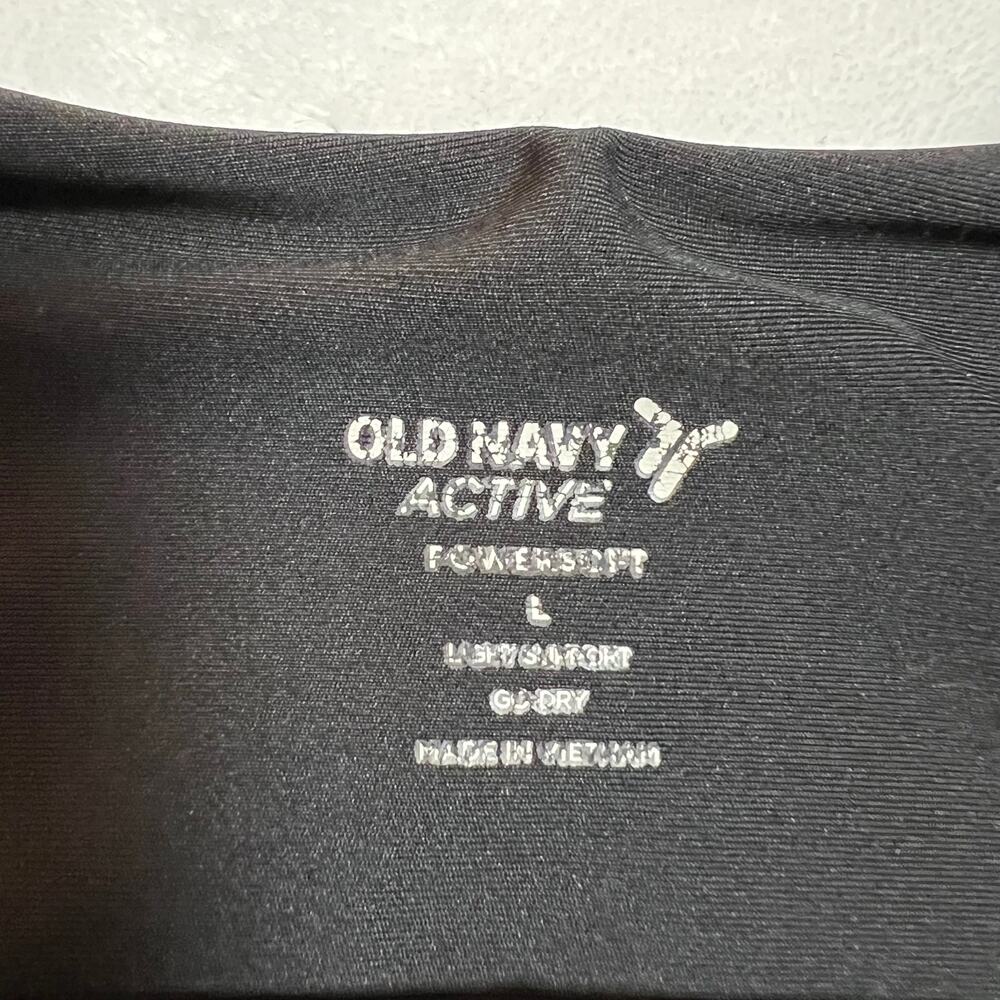 OLD NAVY
ACTIVE
POWERSOFT
L
LIGHT SUPPORT
GO-DRY
MADE IN VIETNAM